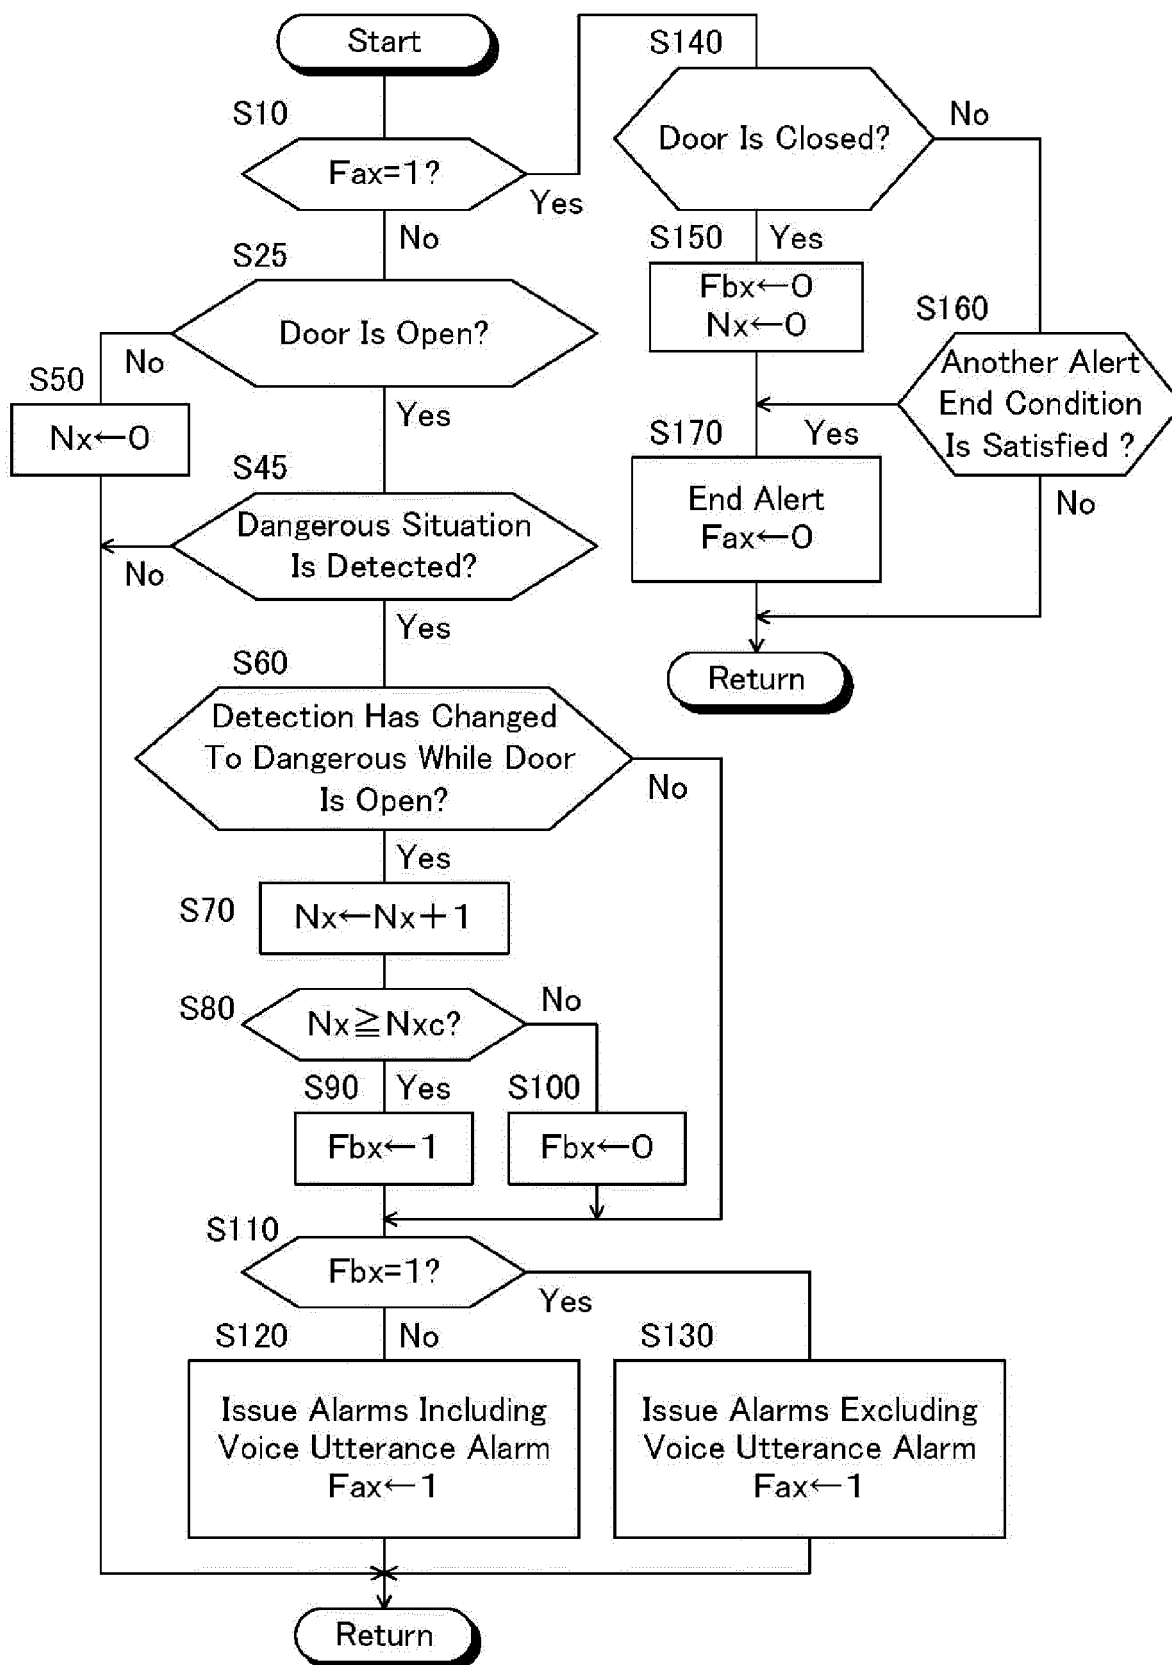 Start
S10
Fax=1?
Yes
No
S25
Door Is Open?
No
Yes
S50
Nx←0
S45
Dangerous Situation
Is Detected?
No
Yes
S60
Detection Has Changed
To Dangerous While Door
Is Open?
No
Yes
S70
Nx←Nx+1
S80
Nx≧Nxc?
No
S90
Yes
S100
Fbx←1
Fbx←0
S110
Fbx=1?
Yes
No
S120
Issue Alarms Including
Voice Utterance Alarm
Fax←1
S130
Issue Alarms Excluding
Voice Utterance Alarm
Fax←1
Return
S140
Door Is Closed?
No
S150
Yes
Fbx←0
Nx←0
S160
Another Alert
End Condition
Is Satisfied ?
Yes
No
S170
End Alert
Fax←0
Return